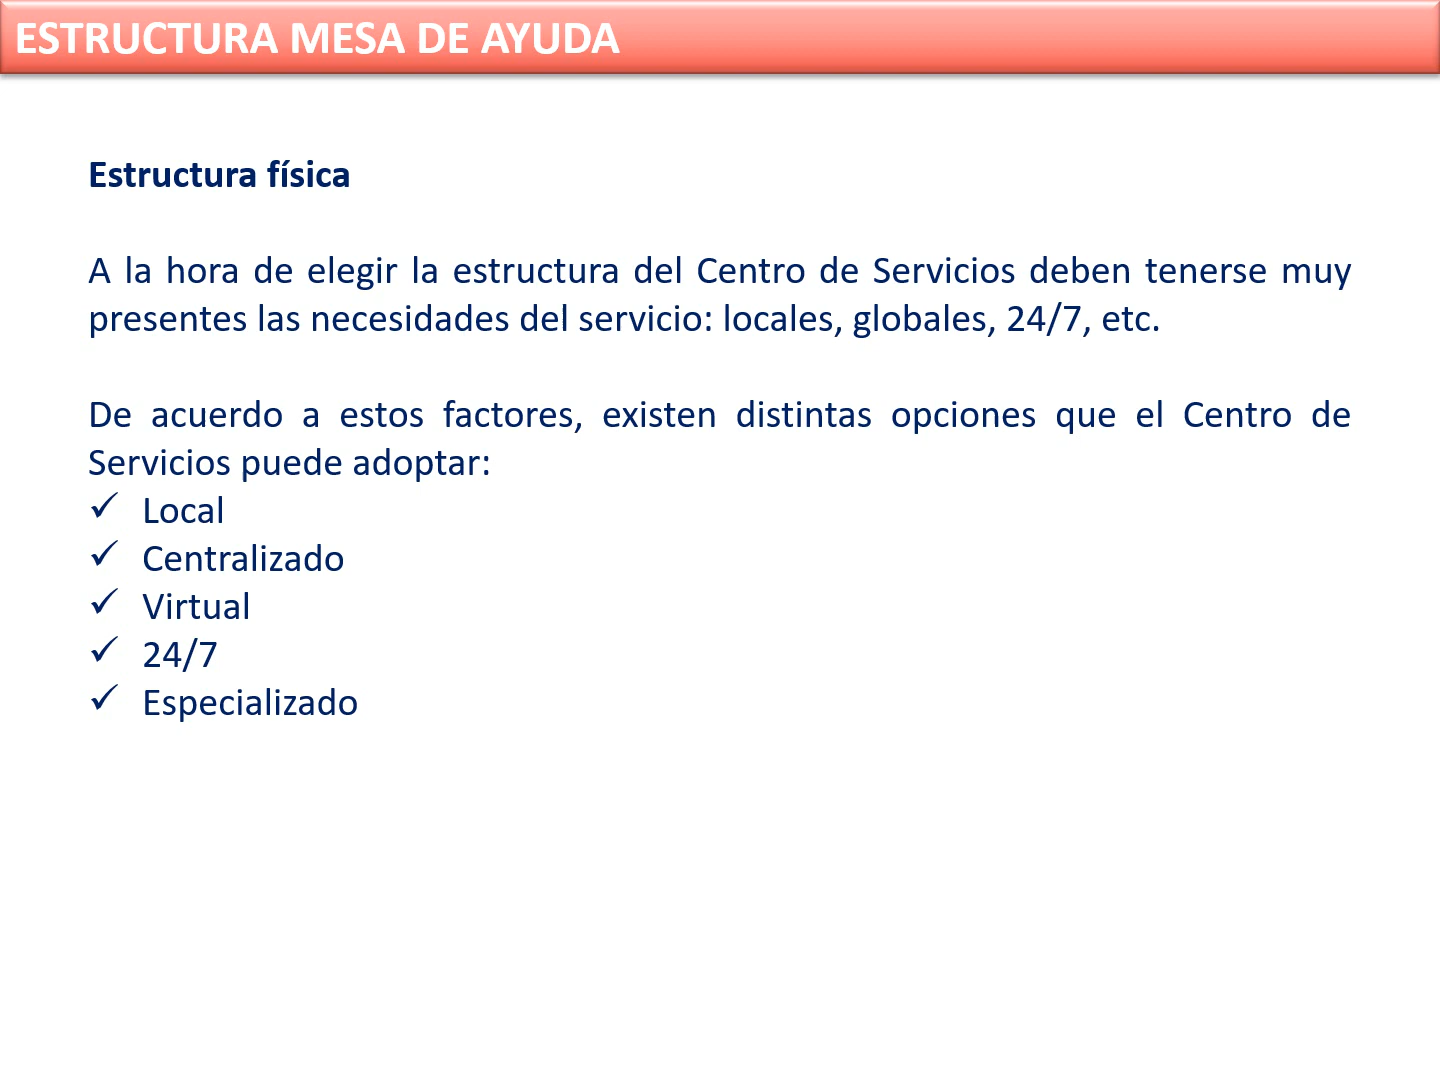 ESTRUCTURA MESA DE AYUDA
Estructura física
A la hora de elegir la estructura del Centro de Servicios deben tenerse muy
presentes las necesidades del servicio: locales, globales, 24/7, etc.
De acuerdo a estos factores, existen distintas opciones que el Centro de
Servicios puede adoptar:
✓ Local
✓ Centralizado
✓ Virtual
✓ 24/7
✓ Especializado